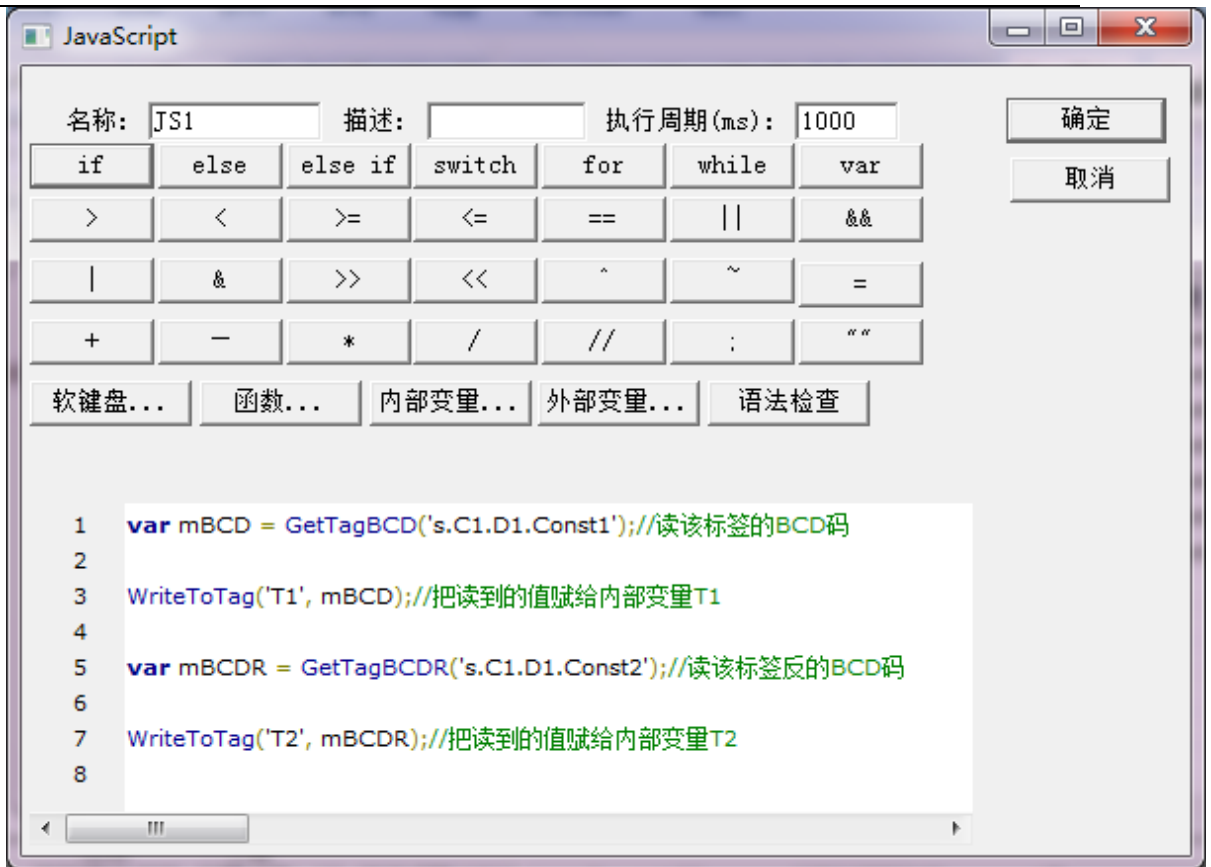 JavaScript
名称: JS1 描述: 执行周期(ms): 1000 确定
if else else if switch for while var 取消
> < >= <= == || &&
| & >> << ^ ~ =
+ — * / // ; ""
软键盘... 函数... 内部变量... 外部变量... 语法检查
1 var mBCD = GetTagBCD('s.C1.D1.Const1');//读该标签的BCD码
2
3 WriteToTag('T1', mBCD);//把读到的值赋给内部变量T1
4
5 var mBCDR = GetTagBCDR('s.C1.D1.Const2');//读该标签反的BCD码
6
7 WriteToTag('T2', mBCDR);//把读到的值赋给内部变量T2
8